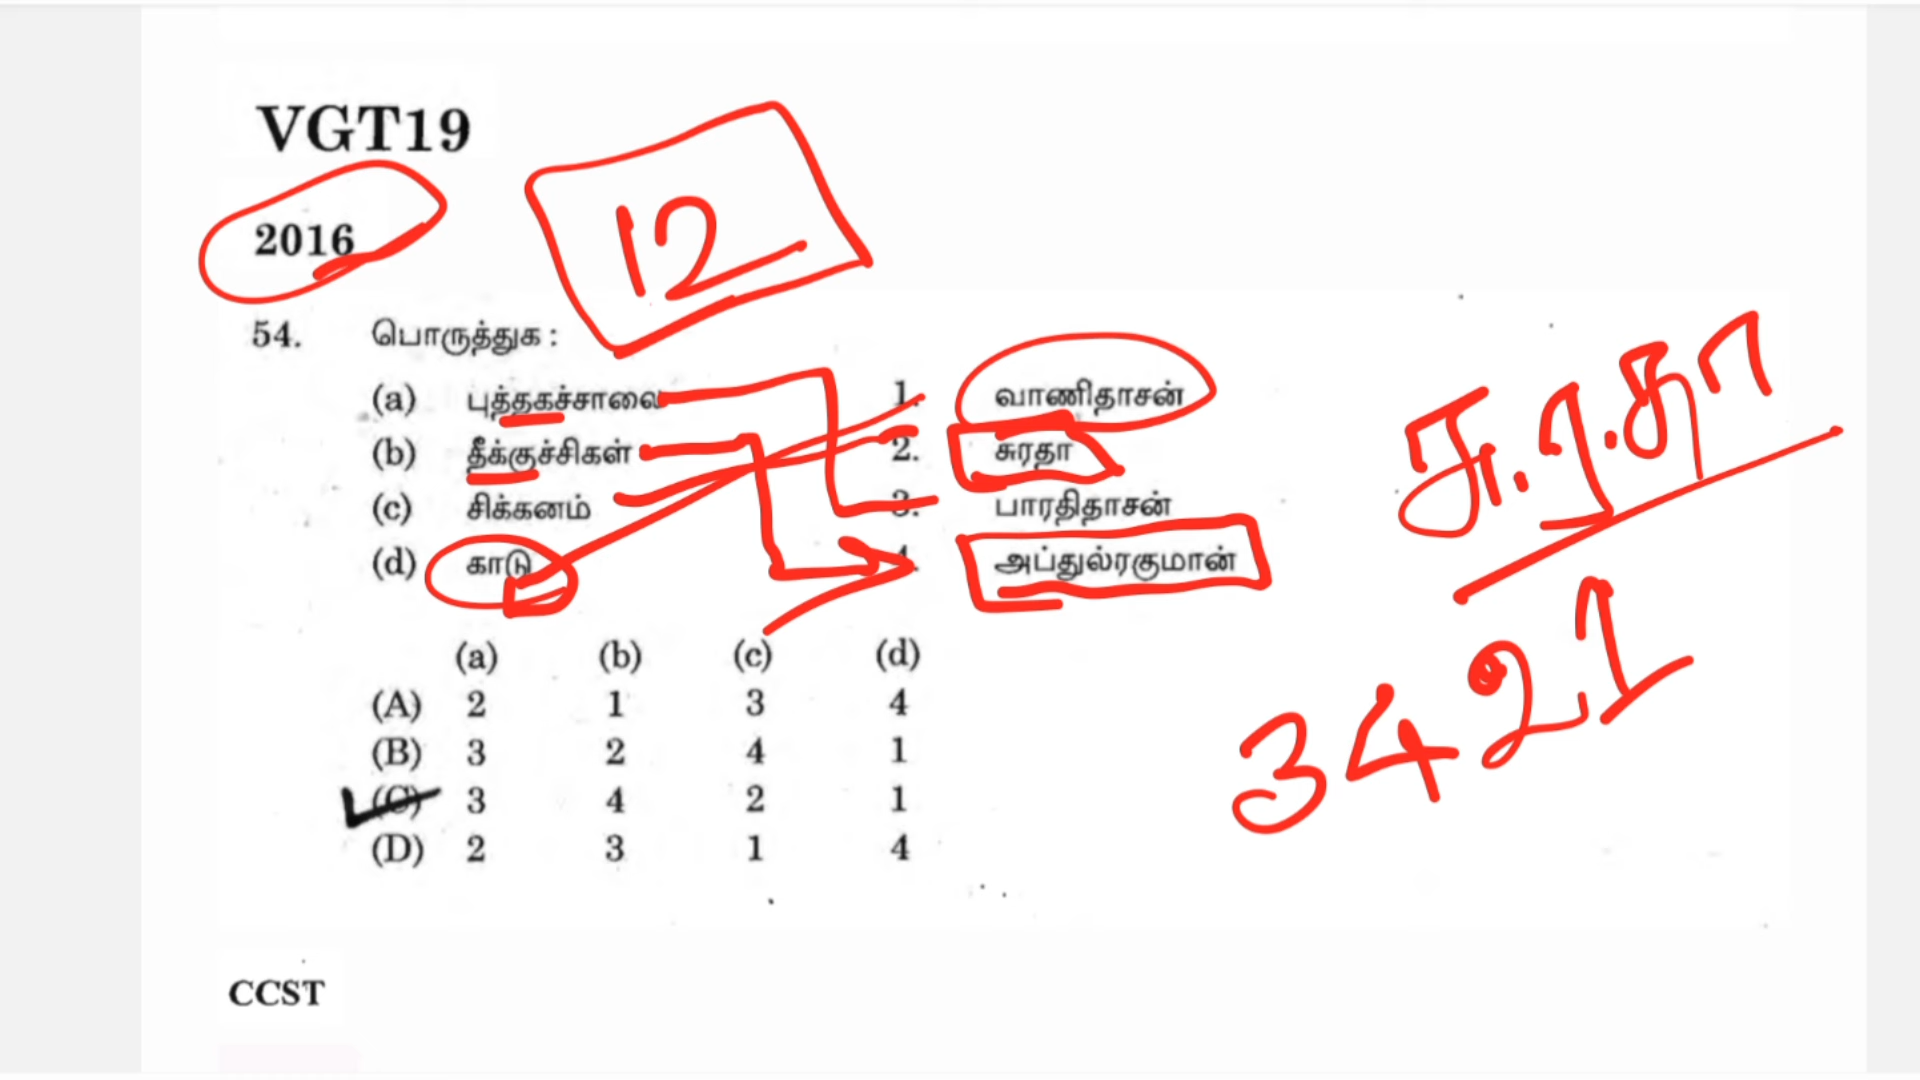 VGT19
2016
12
54. பொருத்துக :
(a) புத்தகச்சாலை 1. வாணிதாசன்
(b) தீக்குச்சிகள் 2. சுரதா
(c) சிக்கனம் 3. பாரதிதாசன்
(d) காடு 4. அப்துல்ரகுமான்
சு.ர.தா
3421
(a) (b) (c) (d)
(A) 2 1 3 4
(B) 3 2 4 1
(C) 3 4 2 1
(D) 2 3 1 4
CCST